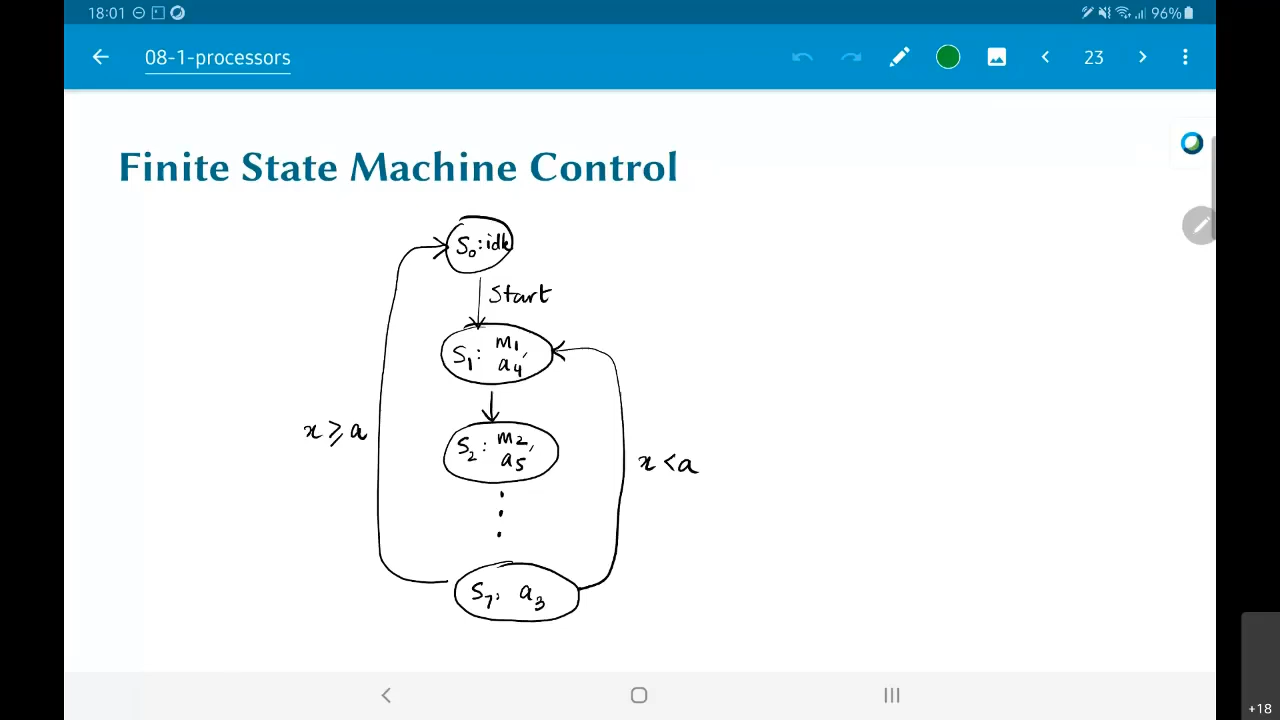 18:01 96%
08-1-processors 23
Finite State Machine Control
S0: idle
Start
S1: m1
a4,
x ≥ a
S2: m2,
a5
x < a
S7: a3
+18